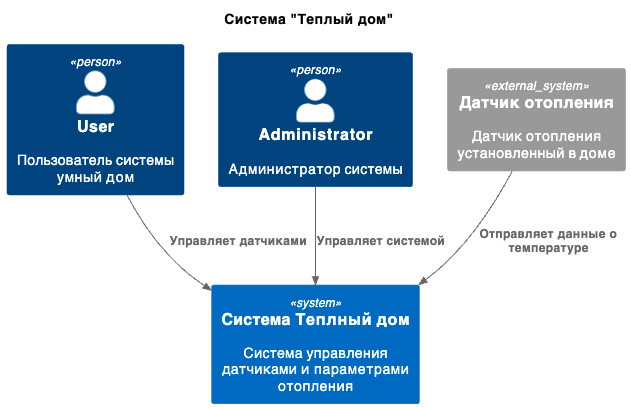 Система "Теплый дом"
«person»
User
Пользователь системы
умный дом
«person»
Administrator
Администратор системы
«external_system»
Датчик отопления
Датчик отопления
установленный в доме
Управляет датчиками
Управляет системой
Отправляет данные о
температуре
«system»
Система Теплный дом
Система управления
датчиками и параметрами
отопления